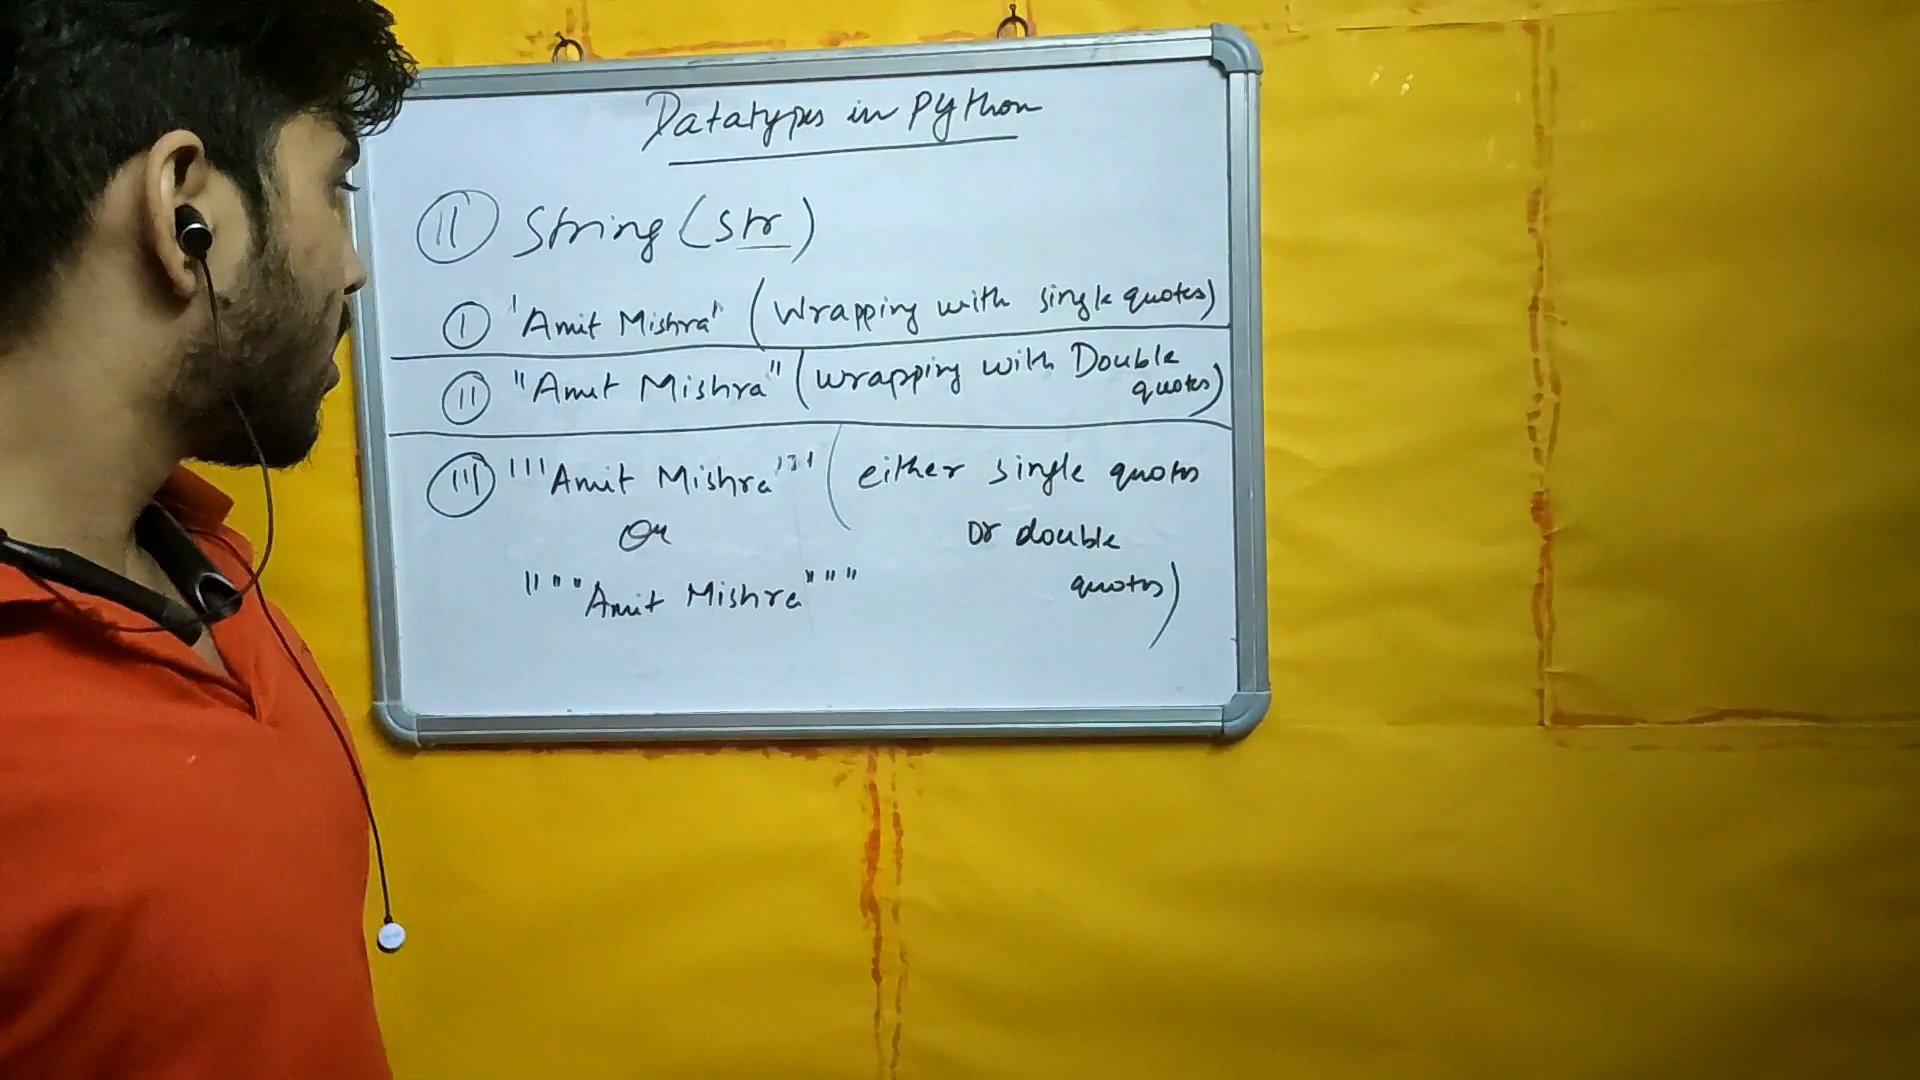 Datatypes in Python
II String (str)
I 'Amit Mishra' (Wrapping with single quotes)
II "Amit Mishra" (wrapping with Double
quotes)
III '''Amit Mishra''' (either single quotes
Or or double
"""Amit Mishra""" quotes)